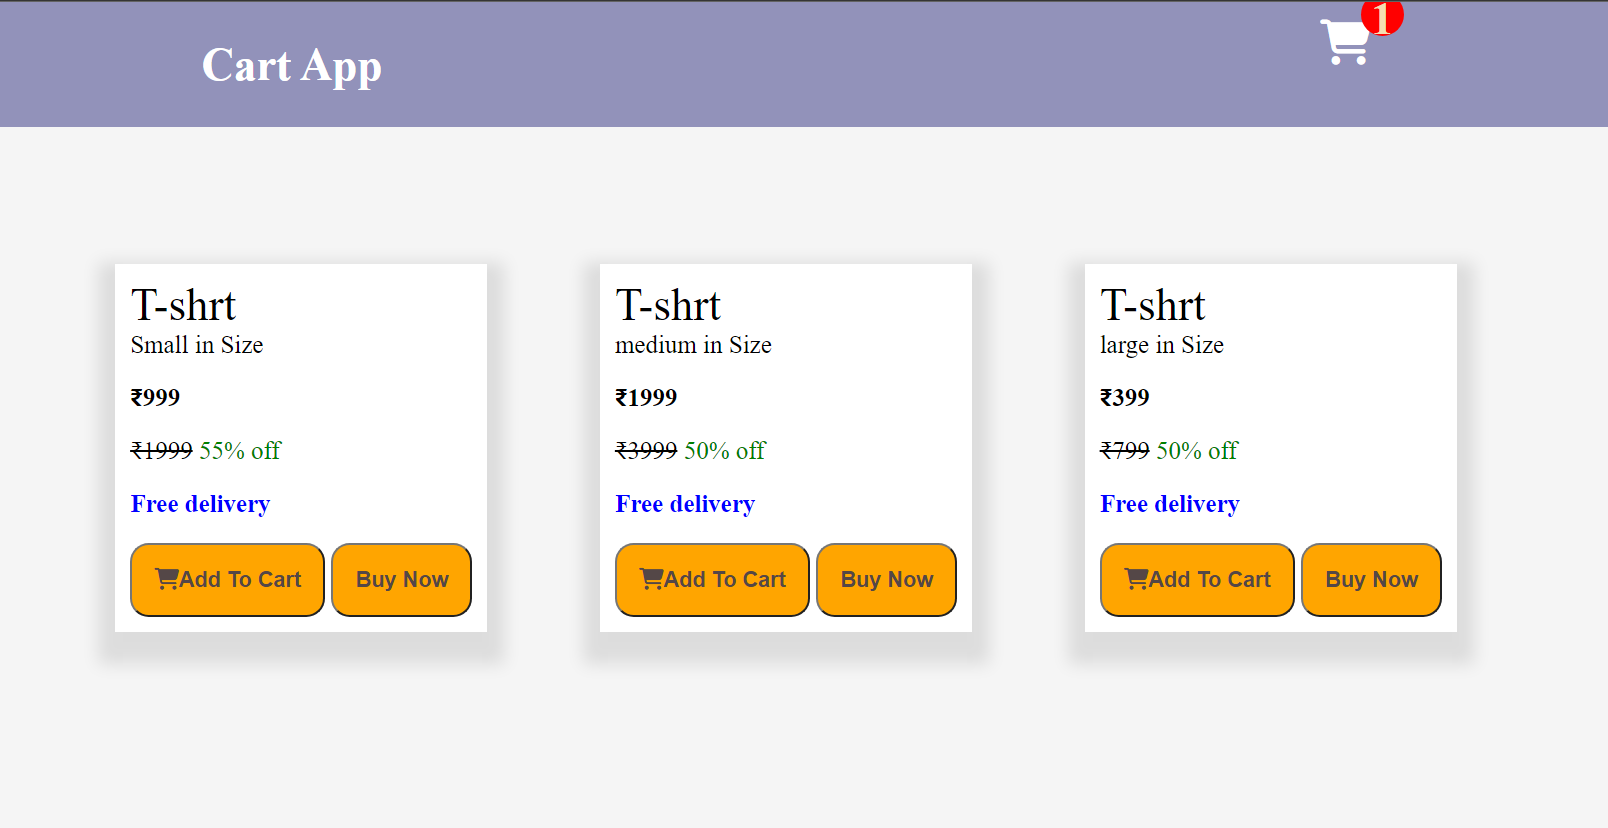 Cart App
1
T-shrt
Small in Size
₹999
₹1999 55% off
Free delivery
Add To Cart
Buy Now
T-shrt
medium in Size
₹1999
₹3999 50% off
Free delivery
Add To Cart
Buy Now
T-shrt
large in Size
₹399
₹799 50% off
Free delivery
Add To Cart
Buy Now